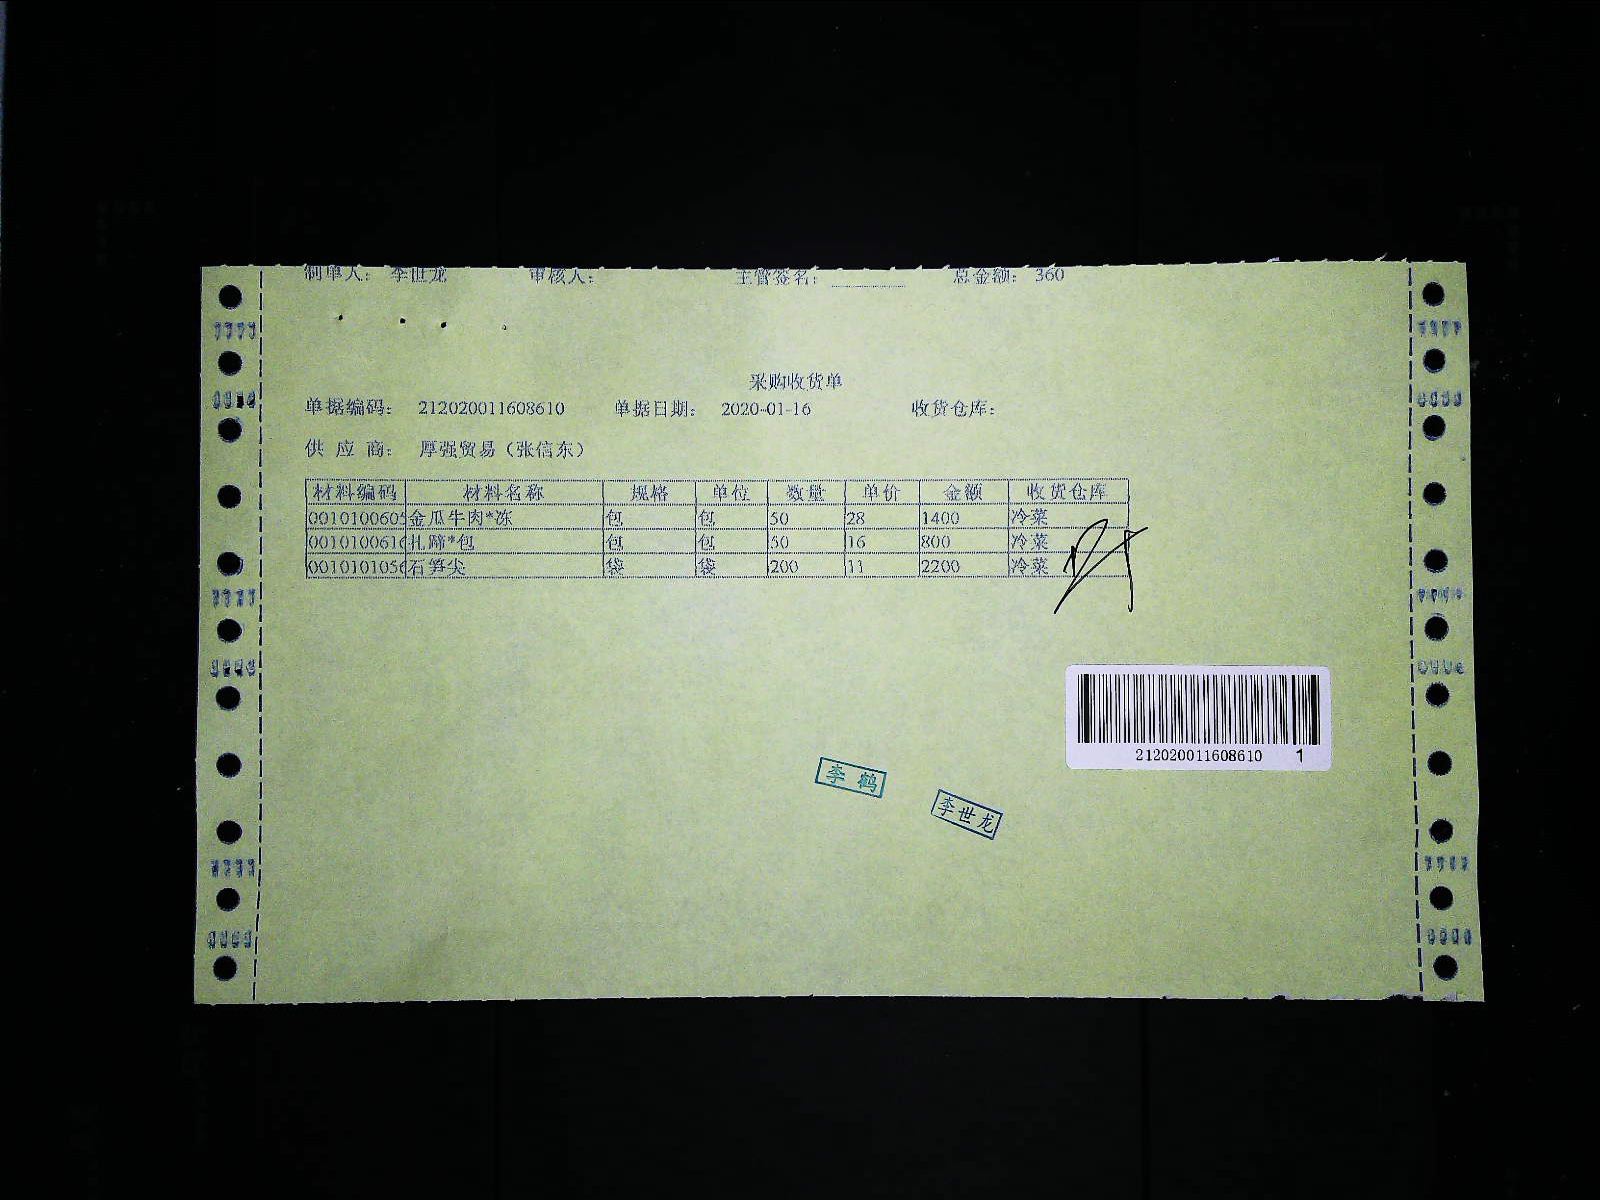 制单人： 李世龙 审核人： 主管签名： 总金额： 360
采购收货单
单据编码： 212020011608610 单据日期： 2020-01-16 收货仓库：
供 应 商： 厚强贸易（张信东）
材料编码 材料名称 规格 单位 数量 单价 金额 收货仓库
0010100605 金瓜牛肉*冻 包 包 50 28 1400 冷菜
0010100616 扎蹄*包 包 包 50 16 800 冷菜
0010101056 石笋尖 袋 袋 200 11 2200 冷菜
212020011608610 1
李鹤
李世龙